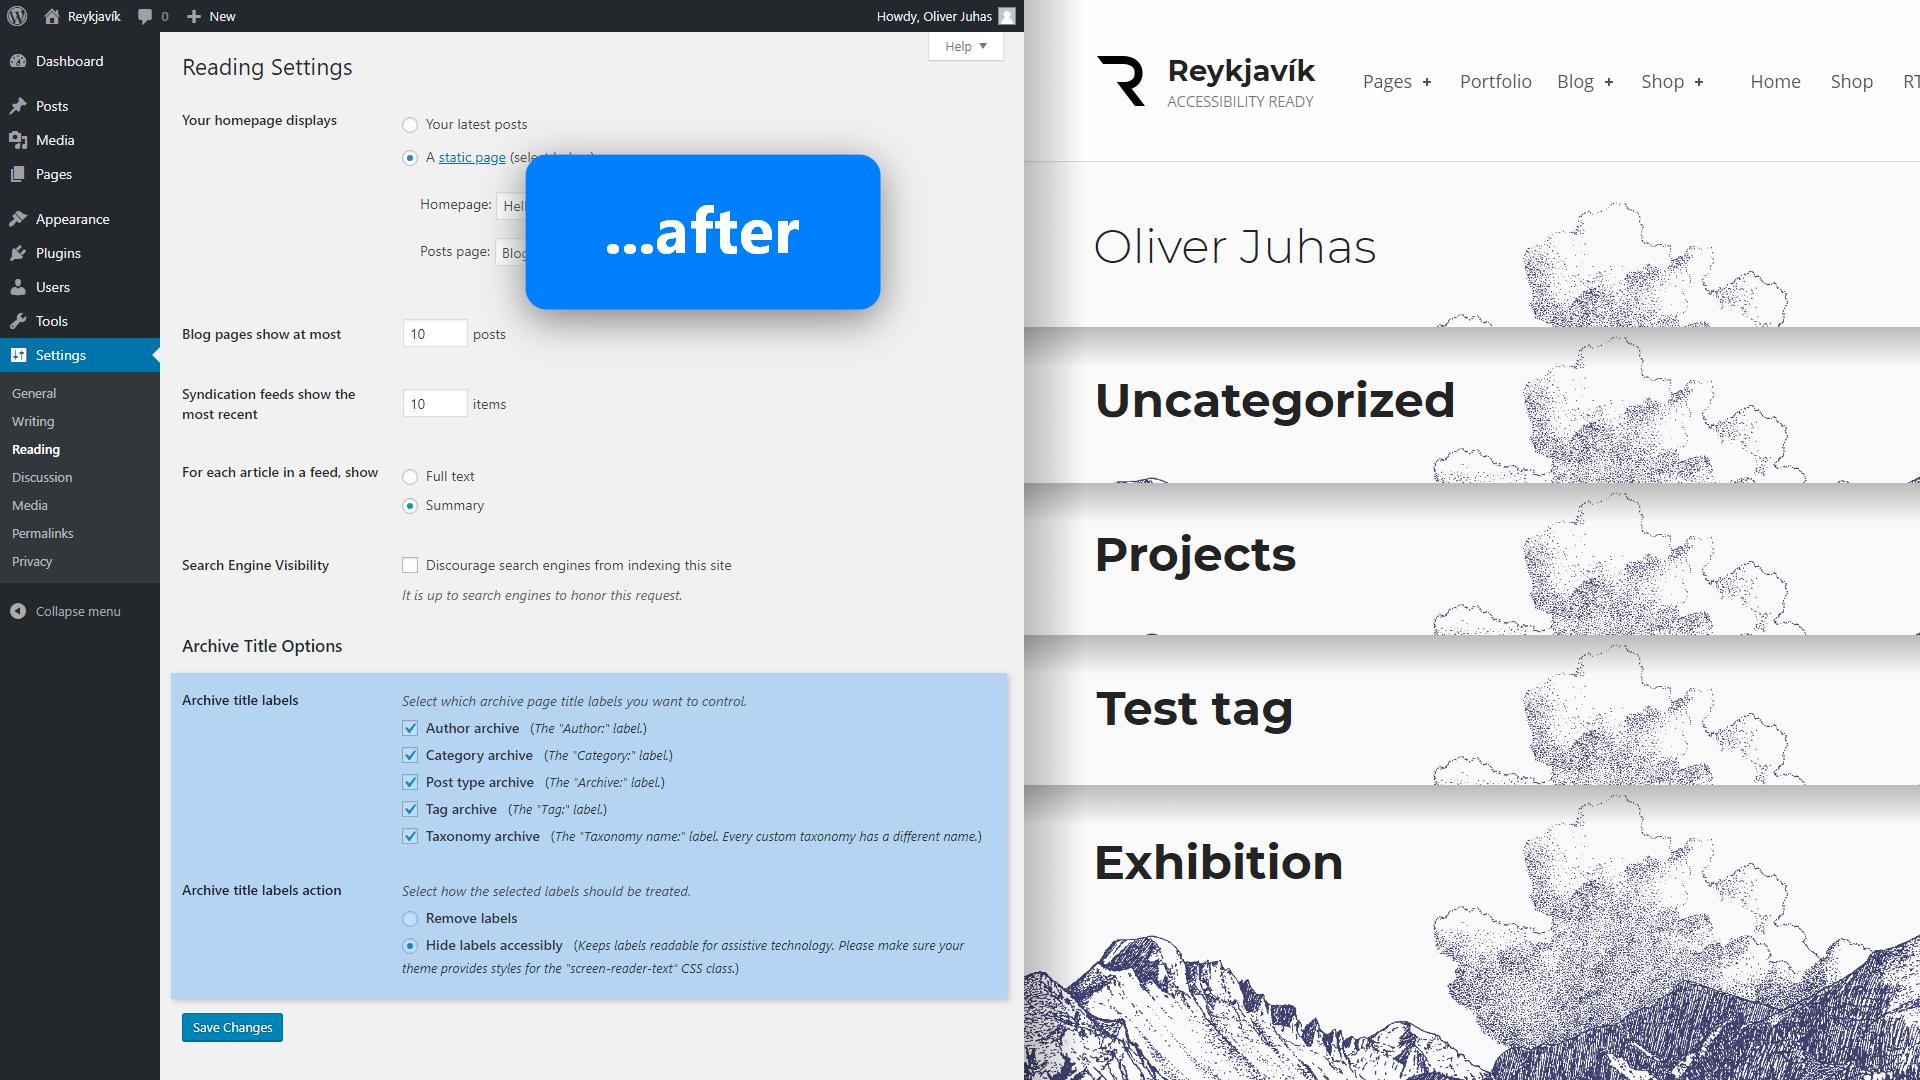 Reykjavík
0
New
Howdy, Oliver Juhas
Dashboard
Posts
Media
Pages
Appearance
Plugins
Users
Tools
Settings
General
Writing
Reading
Discussion
Media
Permalinks
Privacy
Collapse menu
Help
Reading Settings
Your homepage displays
Your latest posts
A static page
Homepage:
Posts page:
...after
Blog pages show at most
10 posts
Syndication feeds show the
most recent
10 items
For each article in a feed, show
Full text
Summary
Search Engine Visibility
Discourage search engines from indexing this site
It is up to search engines to honor this request.
Archive Title Options
Archive title labels
Select which archive page title labels you want to control.
Author archive (The "Author:" label.)
Category archive (The "Category:" label.)
Post type archive (The "Archive:" label.)
Tag archive (The "Tag:" label.)
Taxonomy archive (The "Taxonomy name:" label. Every custom taxonomy has a different name.)
Archive title labels action
Select how the selected labels should be treated.
Remove labels
Hide labels accessibly (Keeps labels readable for assistive technology. Please make sure your
theme provides styles for the "screen-reader-text" CSS class.)
Save Changes
Reykjavík
ACCESSIBILITY READY
Pages + Portfolio Blog + Shop + Home Shop
Oliver Juhas
Uncategorized
Projects
Test tag
Exhibition